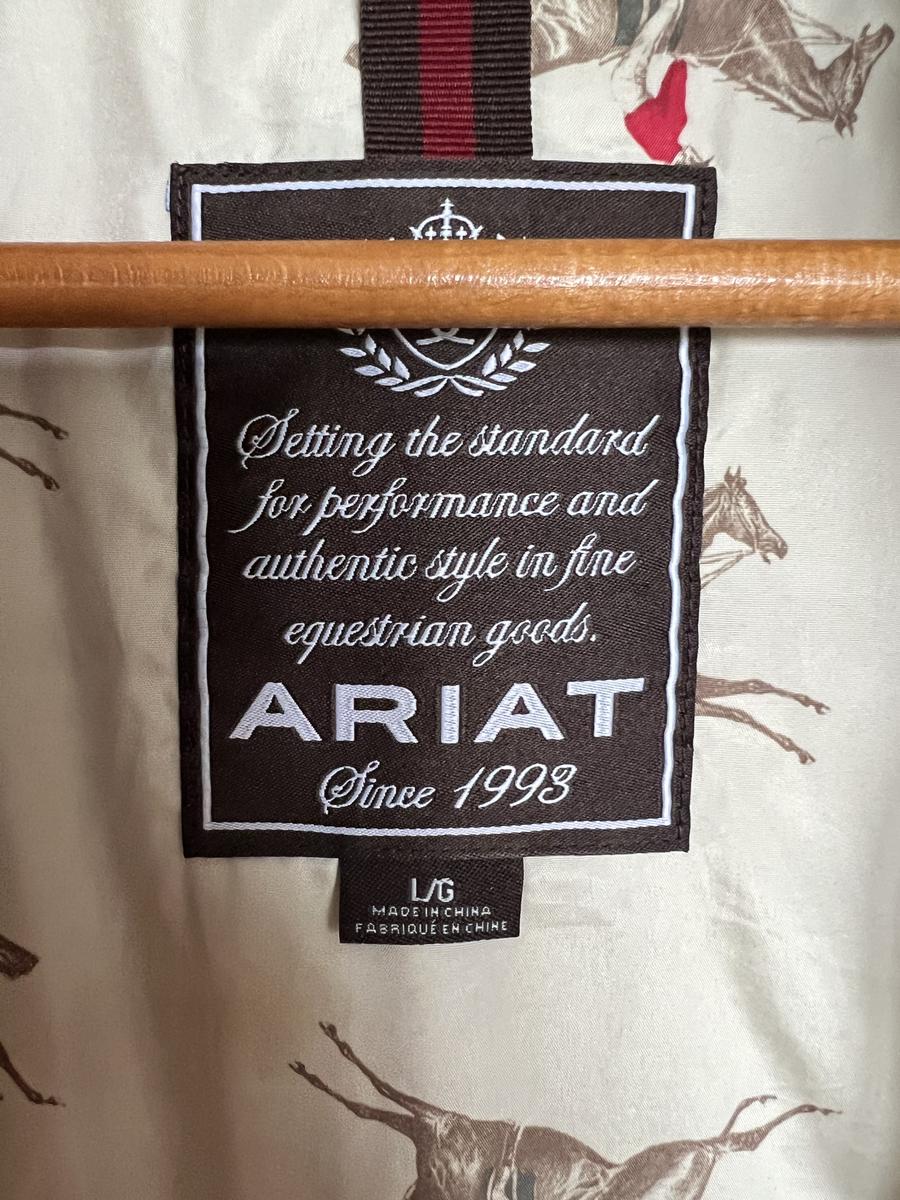 Setting the standard
for performance and
authentic style in fine
equestrian goods.
ARIAT
Since 1993
L/G
MADE IN CHINA
FABRIQUÉ EN CHINE